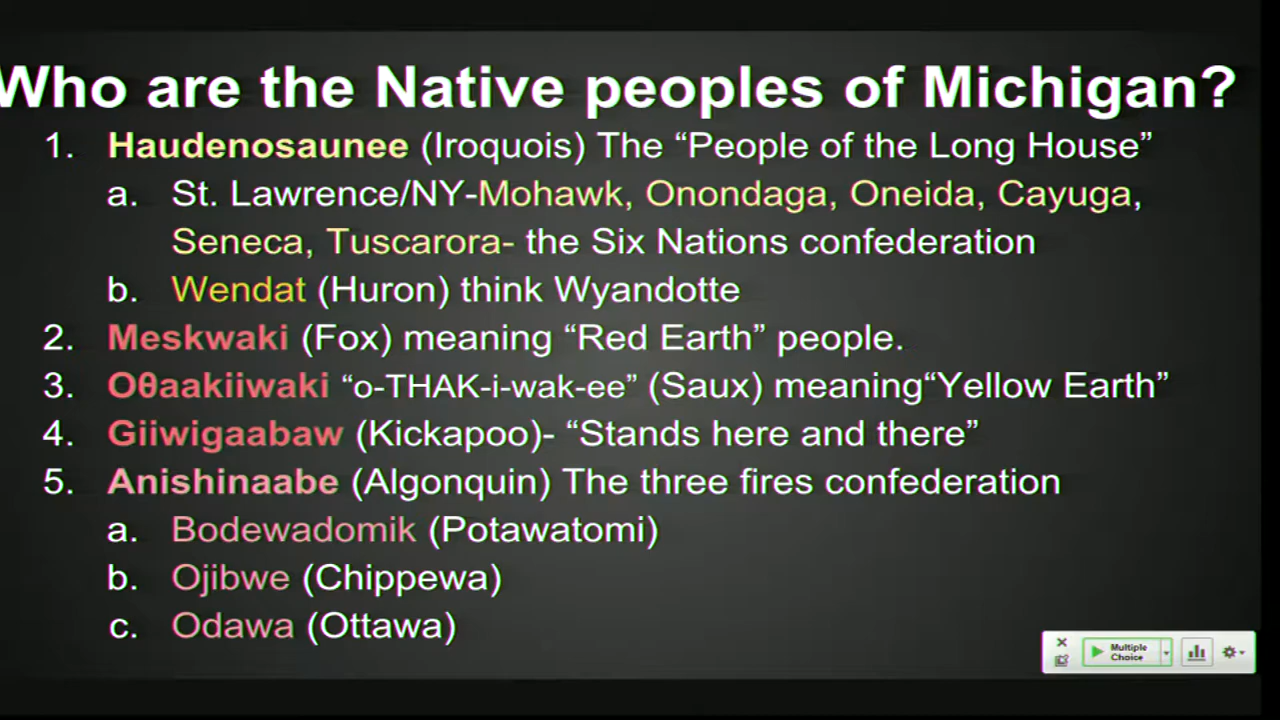 Who are the Native peoples of Michigan?
1. Haudenosaunee (Iroquois) The “People of the Long House”
a. St. Lawrence/NY-Mohawk, Onondaga, Oneida, Cayuga,
Seneca, Tuscarora- the Six Nations confederation
b. Wendat (Huron) think Wyandotte
2. Meskwaki (Fox) meaning “Red Earth” people.
3. Oθaakiiwaki “o-THAK-i-wak-ee” (Saux) meaning“Yellow Earth”
4. Giiwigaabaw (Kickapoo)- “Stands here and there”
5. Anishinaabe (Algonquin) The three fires confederation
a. Bodewadomik (Potawatomi)
b. Ojibwe (Chippewa)
c. Odawa (Ottawa)
Multiple
Choice